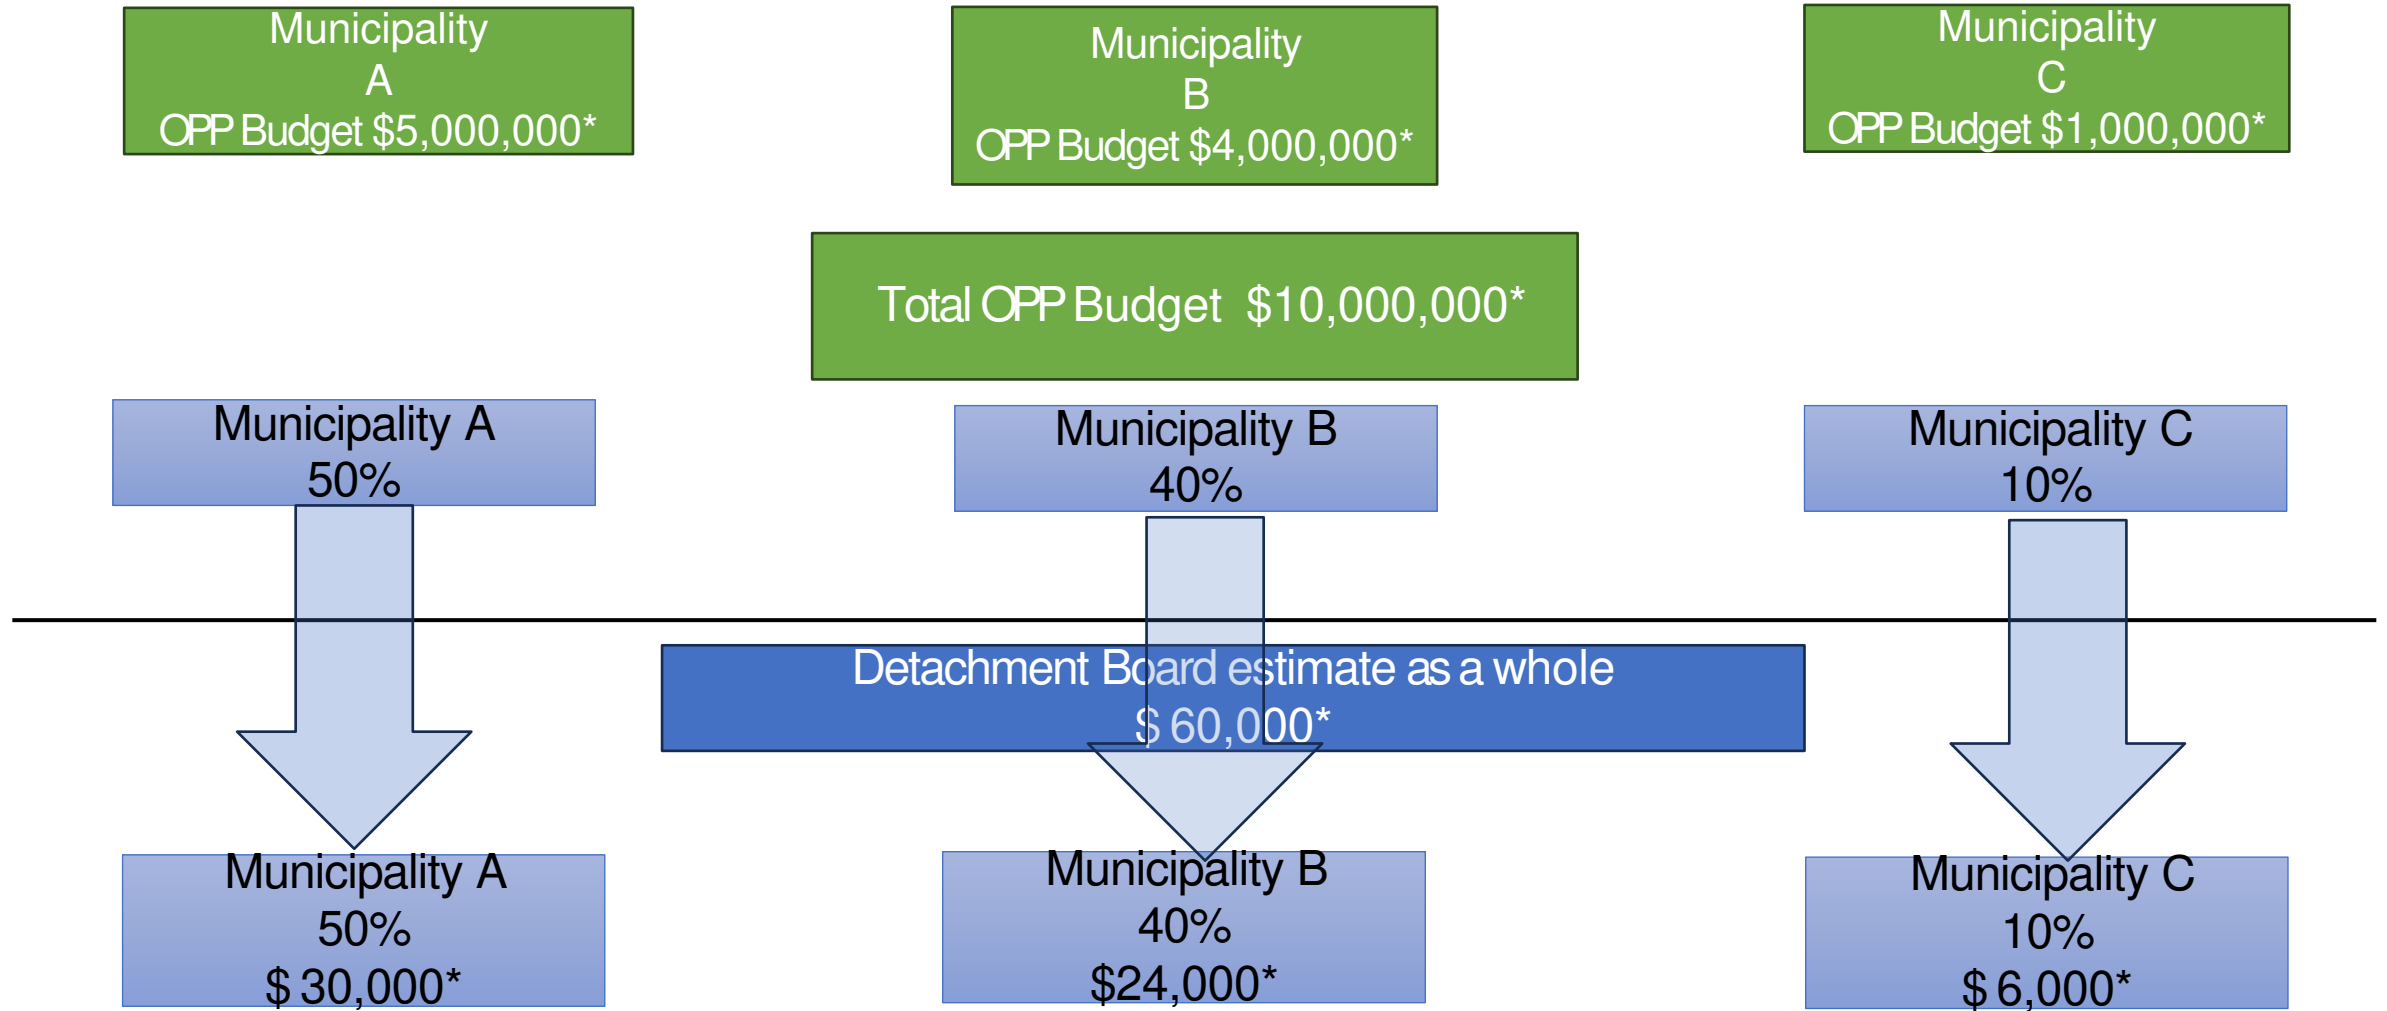 Municipality
A
OPP Budget $5,000,000*
Municipality
B
OPP Budget $4,000,000*
Municipality
C
OPP Budget $1,000,000*
Total OPP Budget $10,000,000*
Municipality A
50%
Municipality B
40%
Municipality C
10%
Detachment Board estimate as a whole
$ 60,000*
Municipality A
50%
$ 30,000*
Municipality B
40%
$24,000*
Municipality C
10%
$ 6,000*